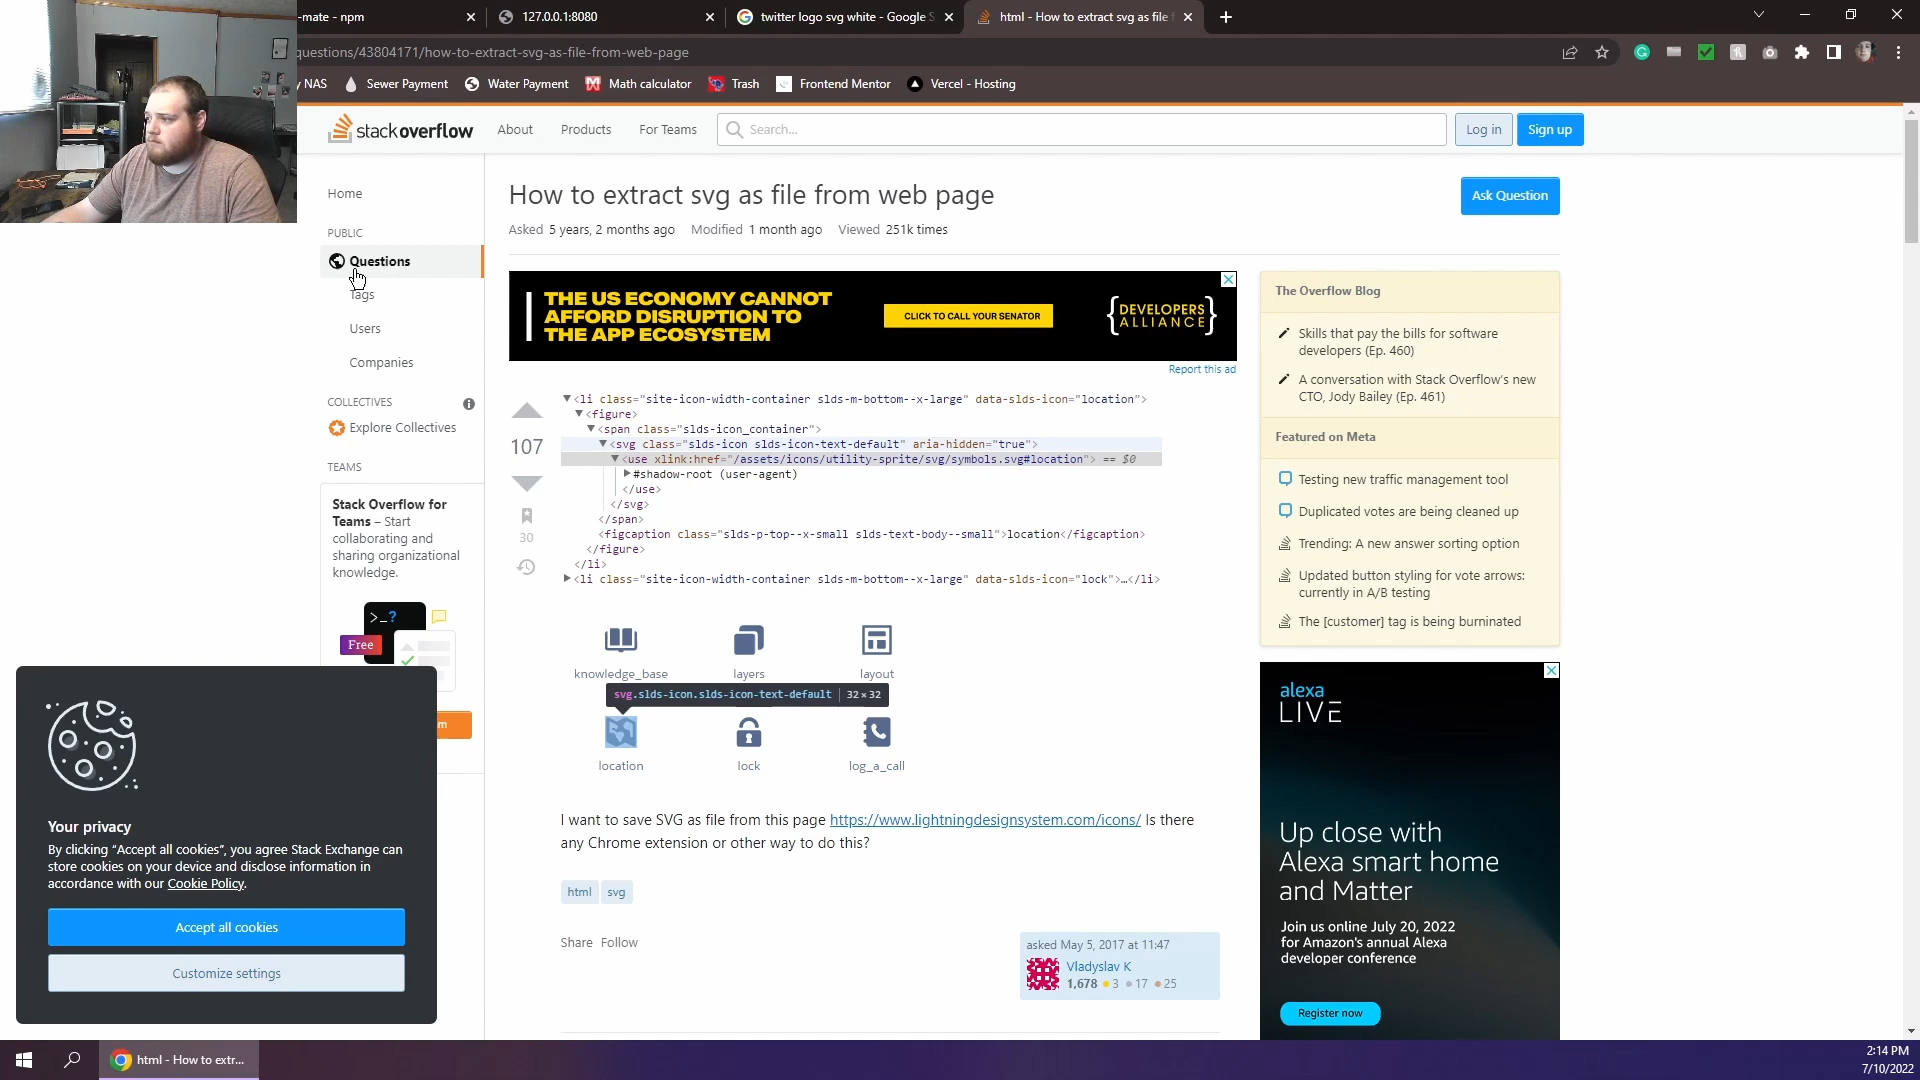 -mate - npm
127.0.0.1:8080
twitter logo svg white - Google S
html - How to extract svg as file f
questions/43804171/how-to-extract-svg-as-file-from-web-page
y NAS
Sewer Payment
Water Payment
Math calculator
Trash
Frontend Mentor
Vercel - Hosting
stackoverflow
About
Products
For Teams
Search...
Log in
Sign up
Home
PUBLIC
Questions
Tags
Users
Companies
COLLECTIVES
Explore Collectives
TEAMS
Stack Overflow for
Teams – Start
collaborating and
sharing organizational
knowledge.
>_?
Free
m
How to extract svg as file from web page
Ask Question
Asked 5 years, 2 months ago Modified 1 month ago Viewed 251k times
THE US ECONOMY CANNOT
AFFORD DISRUPTION TO
THE APP ECOSYSTEM
CLICK TO CALL YOUR SENATOR
{DEVELOPERS
ALLIANCE}
Report this ad
107
30
<li class="site-icon-width-container slds-m-bottom--x-large" data-slds-icon="location">
<figure>
<span class="slds-icon_container">
<svg class="slds-icon slds-icon-text-default" aria-hidden="true">
<use xlink:href="/assets/icons/utility-sprite/svg/symbols.svg#location"> == $0
#shadow-root (user-agent)
</use>
</svg>
</span>
<figcaption class="slds-p-top--x-small slds-text-body--small">location</figcaption>
</figure>
</li>
<li class="site-icon-width-container slds-m-bottom--x-large" data-slds-icon="lock">…</li>
knowledge_base
layers
layout
svg.slds-icon.slds-icon-text-default 32×32
location
lock
log_a_call
I want to save SVG as file from this page https://www.lightningdesignsystem.com/icons/ Is there
any Chrome extension or other way to do this?
html
svg
Share Follow
asked May 5, 2017 at 11:47
Vladyslav K
1,678 3 17 25
The Overflow Blog
Skills that pay the bills for software
developers (Ep. 460)
A conversation with Stack Overflow's new
CTO, Jody Bailey (Ep. 461)
Featured on Meta
Testing new traffic management tool
Duplicated votes are being cleaned up
Trending: A new answer sorting option
Updated button styling for vote arrows:
currently in A/B testing
The [customer] tag is being burninated
alexa
LIVE
Up close with
Alexa smart home
and Matter
Join us online July 20, 2022
for Amazon's annual Alexa
developer conference
Register now
Your privacy
By clicking "Accept all cookies", you agree Stack Exchange can
store cookies on your device and disclose information in
accordance with our Cookie Policy.
Accept all cookies
Customize settings
html - How to extr...
2:14 PM
7/10/2022